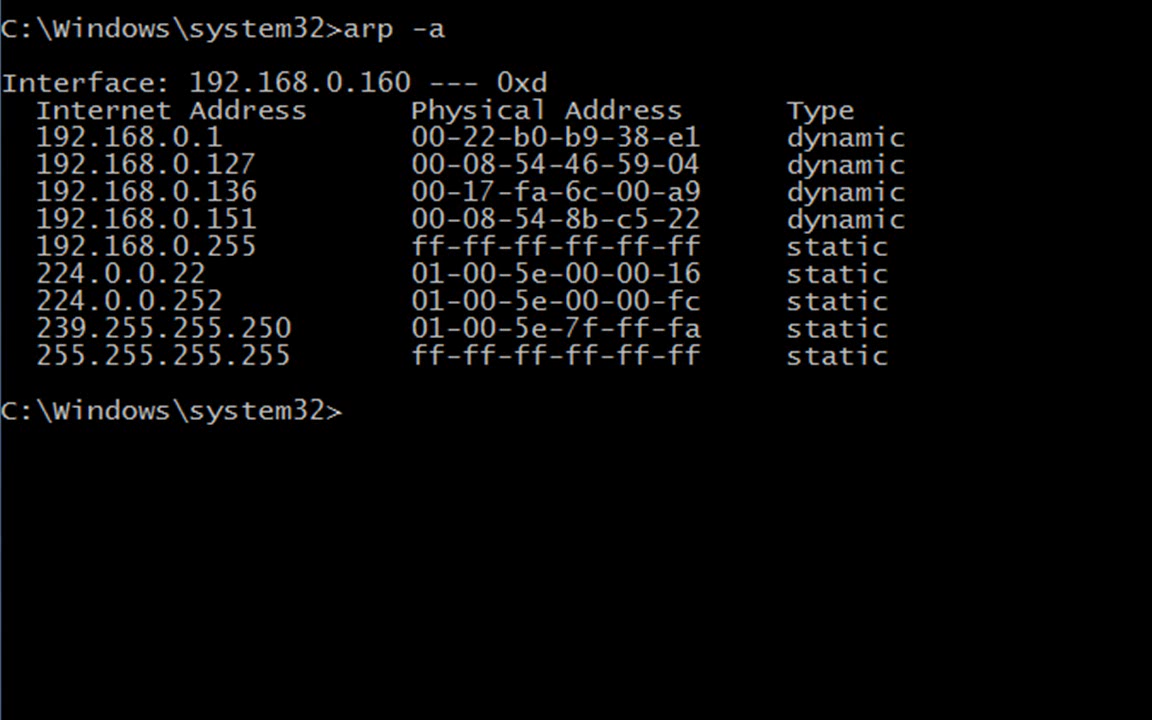 C:\Windows\system32>arp -a
Interface: 192.168.0.160 --- 0xd
Internet Address Physical Address Type
192.168.0.1 00-22-b0-b9-38-e1 dynamic
192.168.0.127 00-08-54-46-59-04 dynamic
192.168.0.136 00-17-fa-6c-00-a9 dynamic
192.168.0.151 00-08-54-8b-c5-22 dynamic
192.168.0.255 ff-ff-ff-ff-ff-ff static
224.0.0.22 01-00-5e-00-00-16 static
224.0.0.252 01-00-5e-00-00-fc static
239.255.255.250 01-00-5e-7f-ff-fa static
255.255.255.255 ff-ff-ff-ff-ff-ff static
C:\Windows\system32>